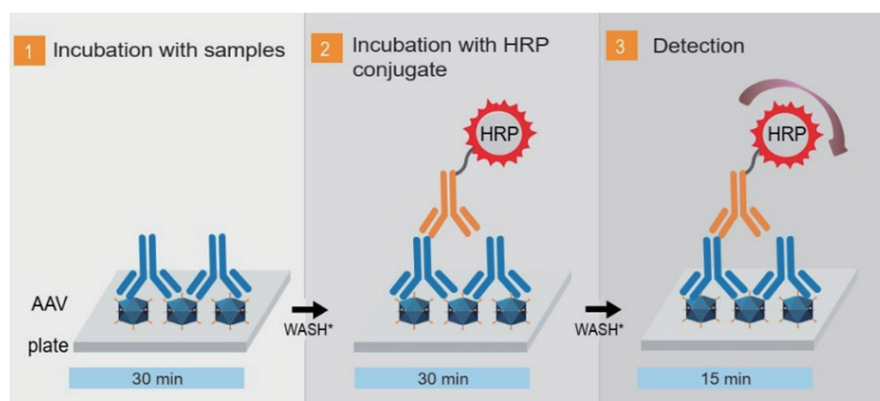 1 Incubation with samples
2 Incubation with HRP
conjugate
3 Detection
HRP
HRP
AAV
plate
WASH*
WASH*
30 min
30 min
15 min